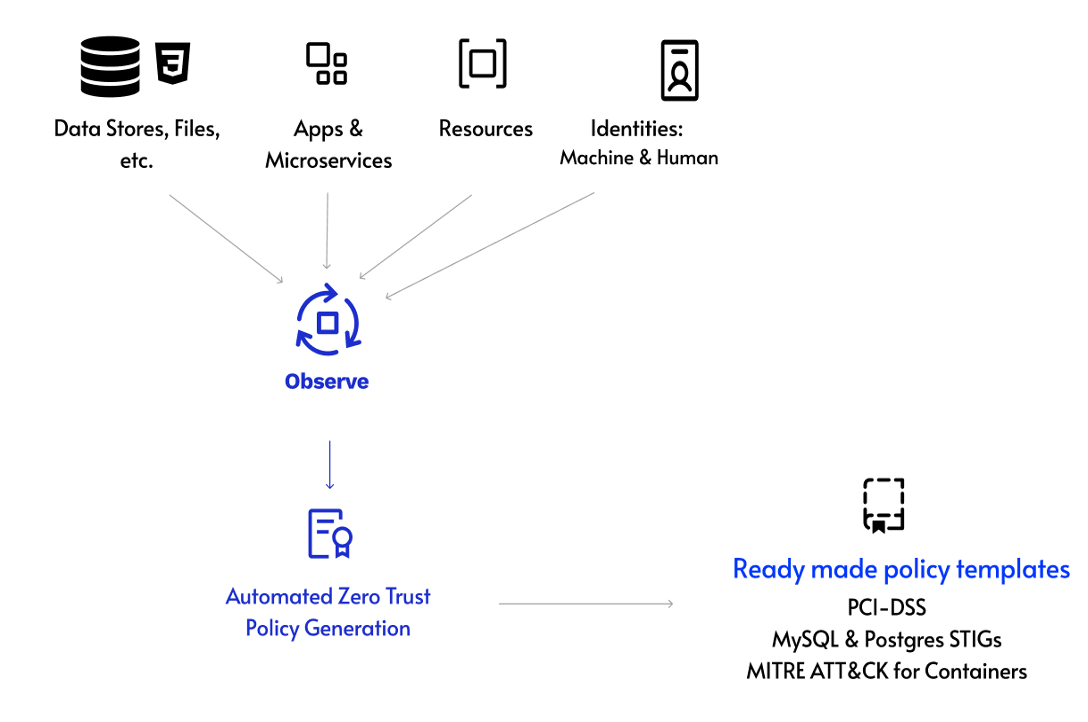 3
Data Stores, Files,
etc.
Apps &
Microservices
Resources
Identities:
Machine & Human
Observe
Automated Zero Trust
Policy Generation
Ready made policy templates
PCI-DSS
MySQL & Postgres STIGs
MITRE ATT&CK for Containers